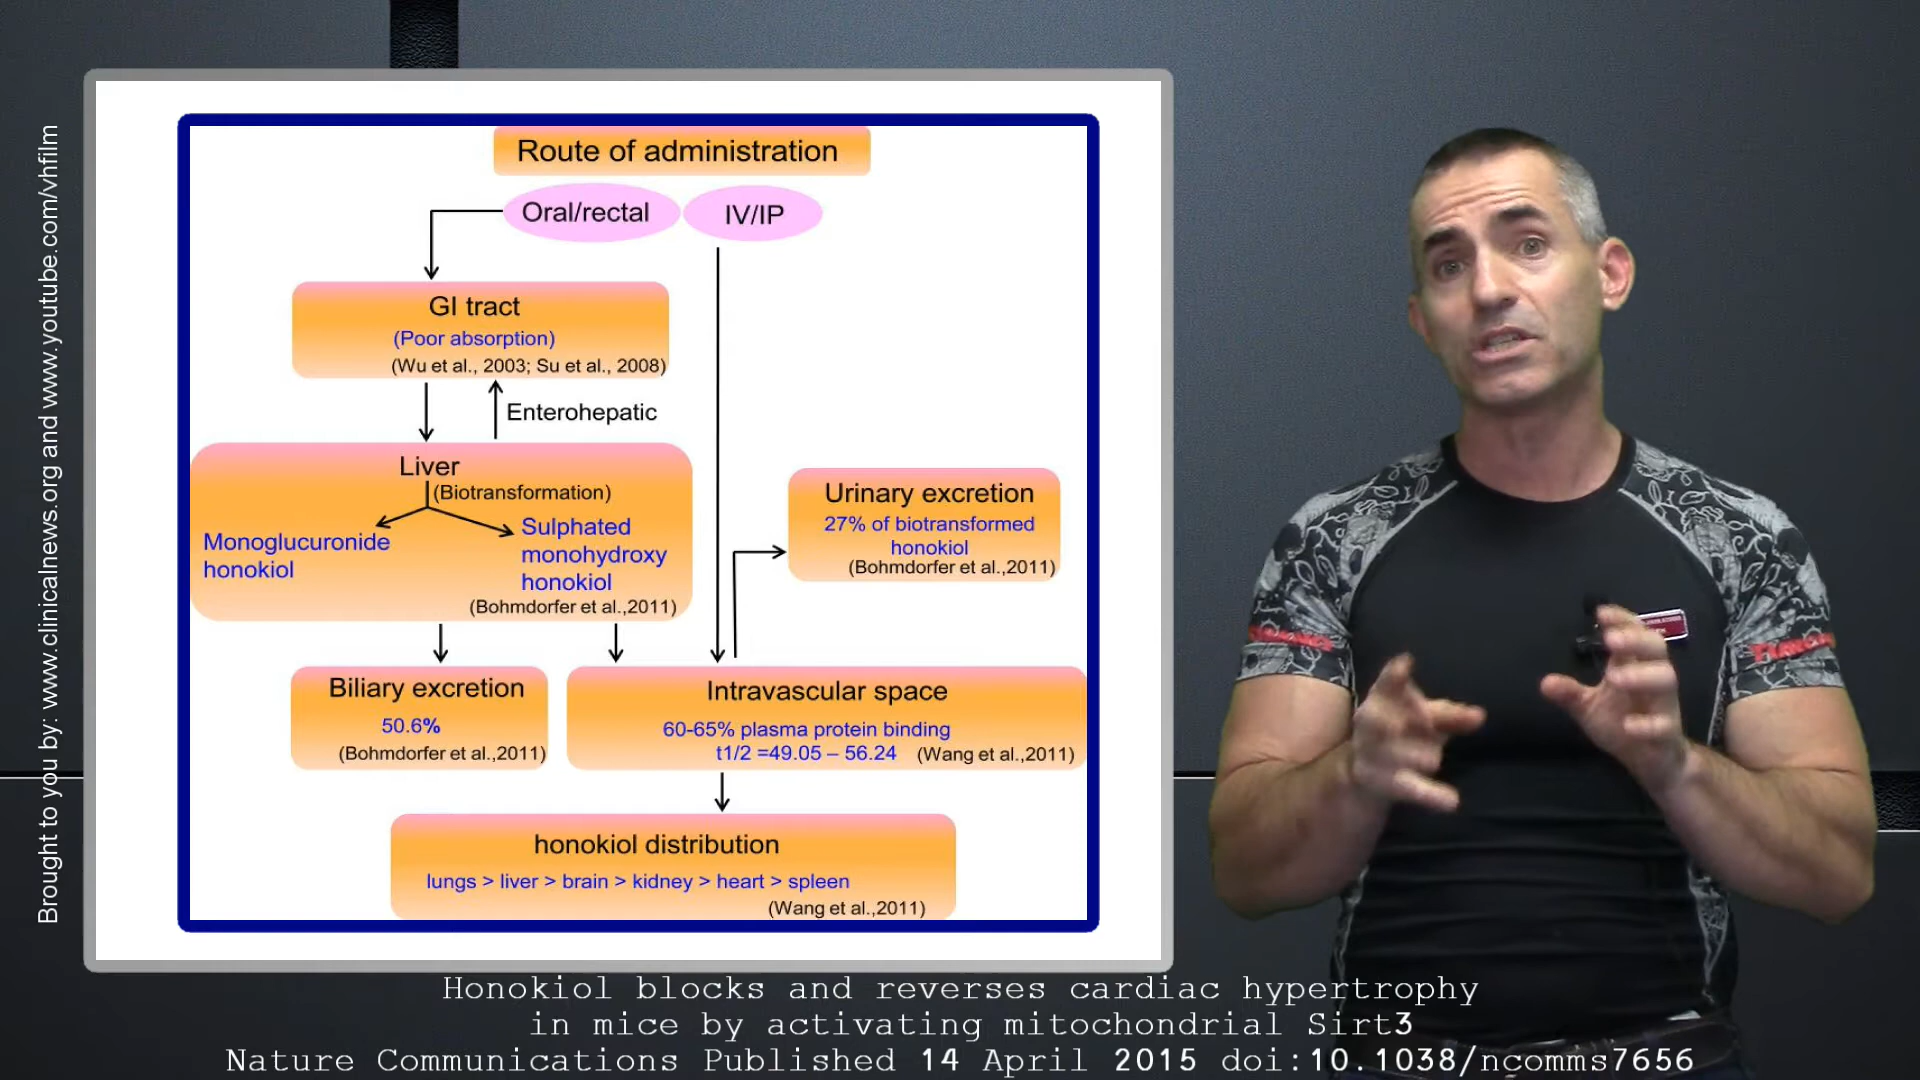 Brought to you by: www.clinicalnews.org and www.youtube.com/vhfilm
Route of administration
Oral/rectal
IV/IP
GI tract
(Poor absorption)
(Wu et al., 2003; Su et al., 2008)
Enterohepatic
Liver
(Biotransformation)
Monoglucuronide
honokiol
Sulphated
monohydroxy
honokiol
(Bohmdorfer et al.,2011)
Urinary excretion
27% of biotransformed
honokiol
(Bohmdorfer et al.,2011)
Biliary excretion
50.6%
(Bohmdorfer et al.,2011)
Intravascular space
60-65% plasma protein binding
t1/2 =49.05 – 56.24 (Wang et al.,2011)
honokiol distribution
lungs > liver > brain > kidney > heart > spleen
(Wang et al.,2011)
Honokiol blocks and reverses cardiac hypertrophy
in mice by activating mitochondrial Sirt3
Nature Communications Published 14 April 2015 doi:10.1038/ncomms7656